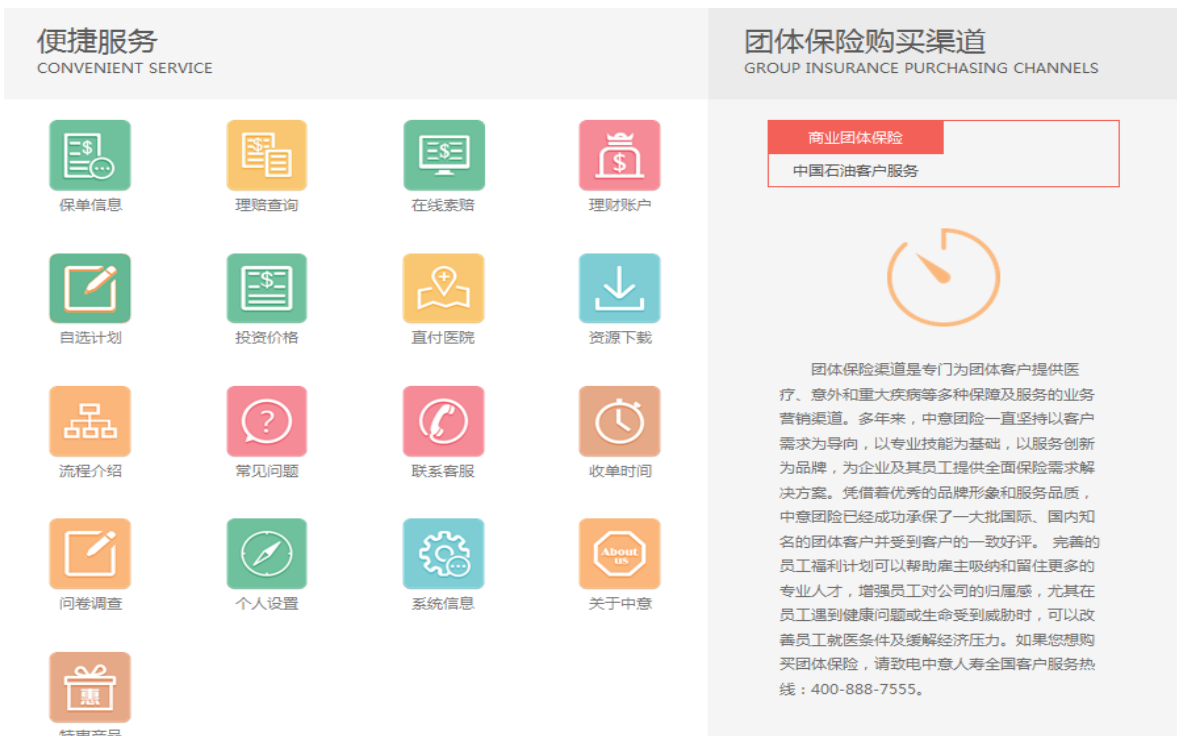 便捷服务
CONVENIENT SERVICE
保单信息
理赔查询
在线索赔
理财账户
自选计划
投资价格
直付医院
资源下载
流程介绍
?
常见问题
联系客服
收单时间
问卷调查
个人设置
系统信息
About
us
关于中意
惠
特惠产品
团体保险购买渠道
GROUP INSURANCE PURCHASING CHANNELS
商业团体保险
中国石油客户服务
团体保险渠道是专门为团体客户提供医
疗、意外和重大疾病等多种保障及服务的业务
营销渠道。多年来，中意团险一直坚持以客户
需求为导向，以专业技能为基础，以服务创新
为品牌，为企业及其员工提供全面保险需求解
决方案。凭借着优秀的品牌形象和服务品质，
中意团险已经成功承保了一大批国际、国内知
名的团体客户并受到客户的一致好评。 完善的
员工福利计划可以帮助雇主吸纳和留住更多的
专业人才，增强员工对公司的归属感，尤其在
员工遇到健康问题或生命受到威胁时，可以改
善员工就医条件及缓解经济压力。如果您想购
买团体保险，请致电中意人寿全国客户服务热
线：400-888-7555。